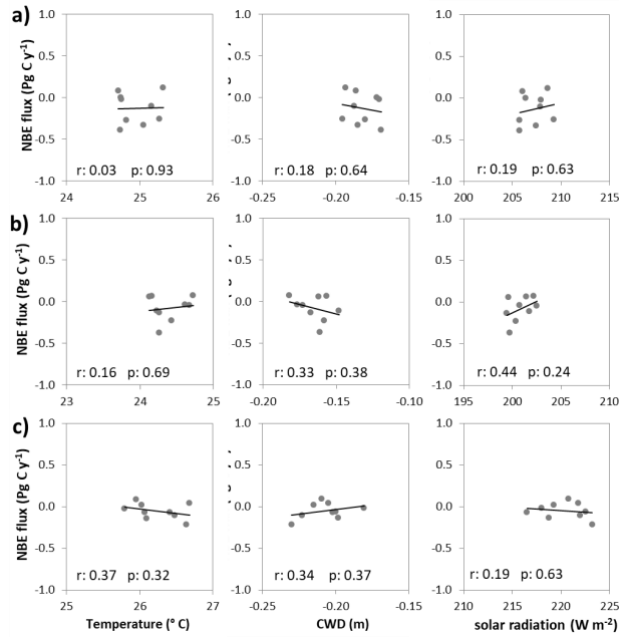 a)
NBE flux (Pg C y⁻¹)
1.0
0.5
0.0
-0.5
-1.0
r: 0.03 p: 0.93
24 25 26
1.0
0.5
0.0
-0.5
-1.0
r: 0.18 p: 0.64
-0.25 -0.20 -0.15
1.0
0.5
0.0
-0.5
-1.0
r: 0.19 p: 0.63
200 205 210 215
b)
NBE flux (Pg C y⁻¹)
1.0
0.5
0.0
-0.5
-1.0
r: 0.16 p: 0.69
23 24 25
1.0
0.5
0.0
-0.5
-1.0
r: 0.33 p: 0.38
-0.20 -0.15 -0.10
1.0
0.5
0.0
-0.5
-1.0
r: 0.44 p: 0.24
195 200 205 210
c)
NBE flux (Pg C y⁻¹)
1.0
0.5
0.0
-0.5
-1.0
r: 0.37 p: 0.32
25 26 27
Temperature (° C)
1.0
0.5
0.0
-0.5
-1.0
r: 0.34 p: 0.37
-0.25 -0.20 -0.15
CWD (m)
1.0
0.5
0.0
-0.5
-1.0
r: 0.19 p: 0.63
210 215 220 225
solar radiation (W m⁻²)